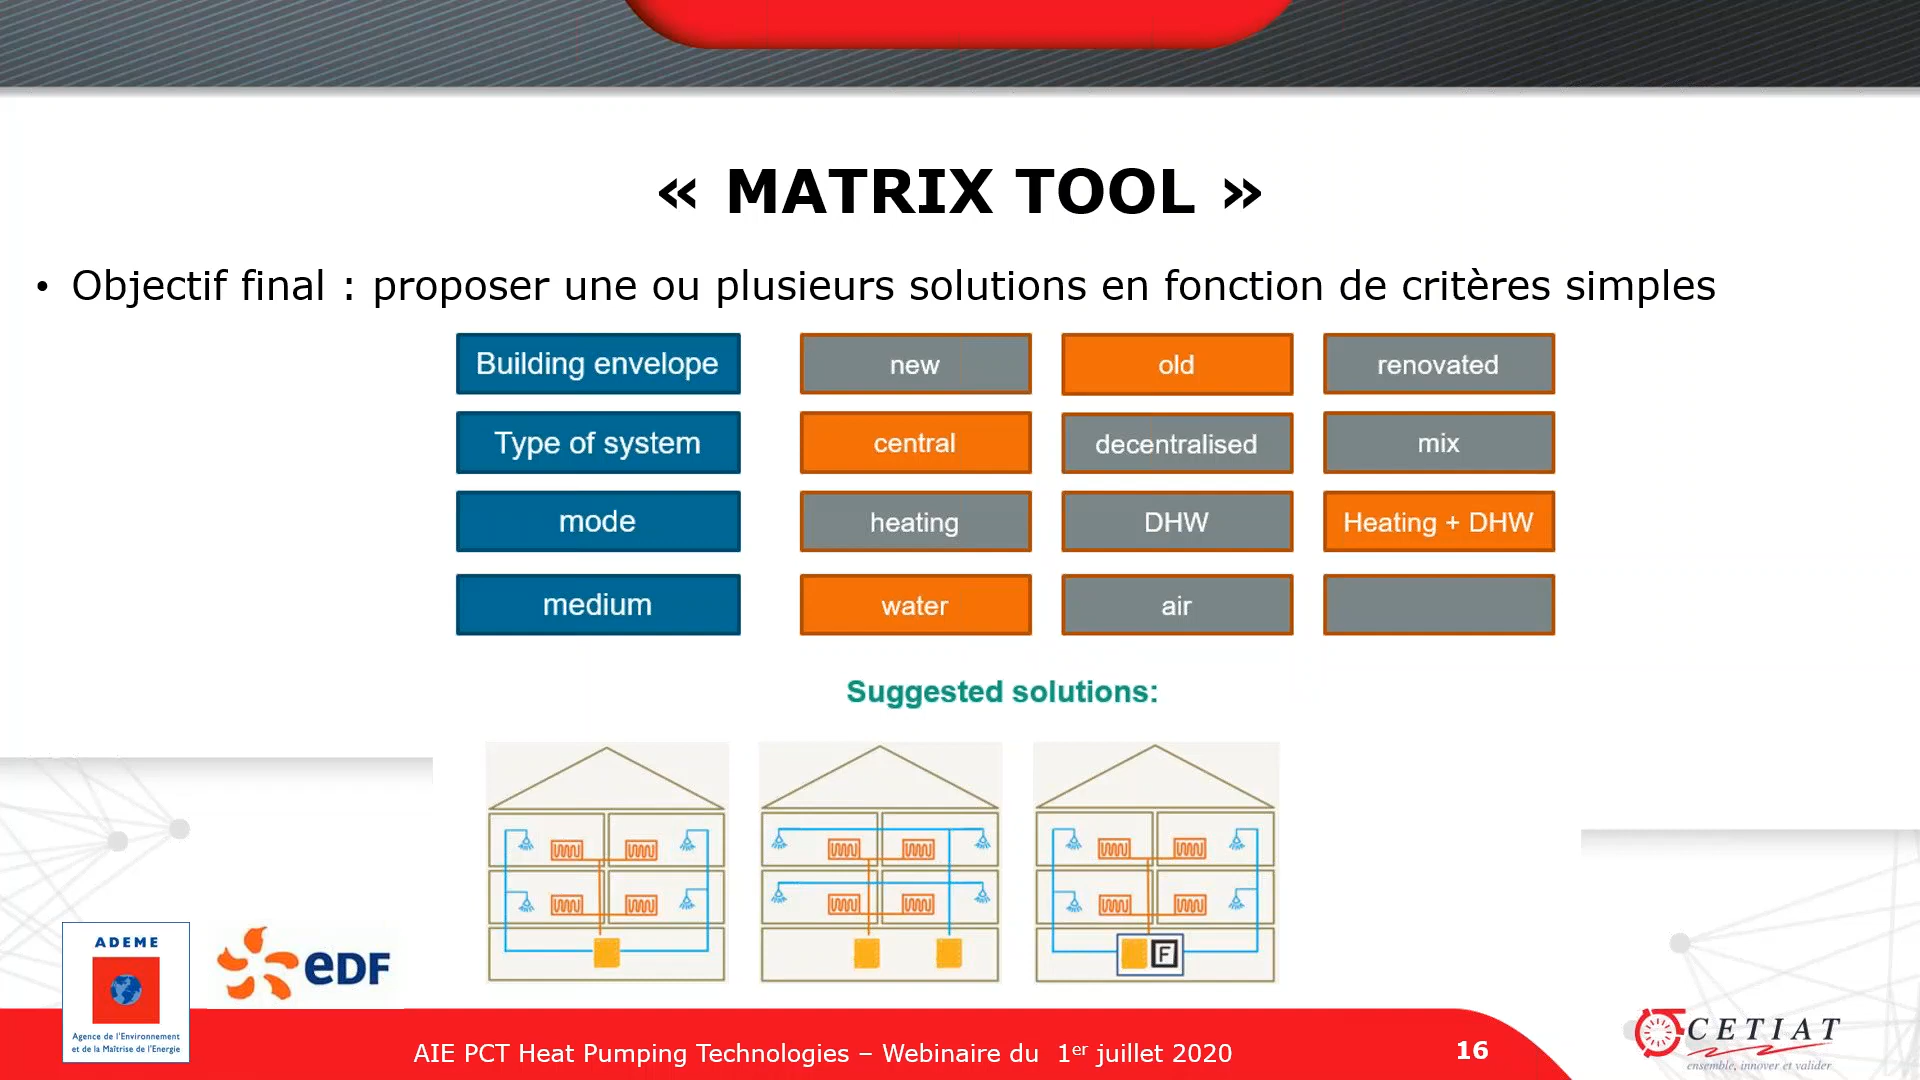 « MATRIX TOOL »
• Objectif final : proposer une ou plusieurs solutions en fonction de critères simples
Building envelope new old renovated
Type of system central decentralised mix
mode heating DHW Heating + DHW
medium water air
Suggested solutions:
F
ADEME
Agence de l'Environnement
et de la Maîtrise de l'Energie
eDF
AIE PCT Heat Pumping Technologies – Webinaire du 1er juillet 2020
16
CETIAT
ensemble, innover et valider